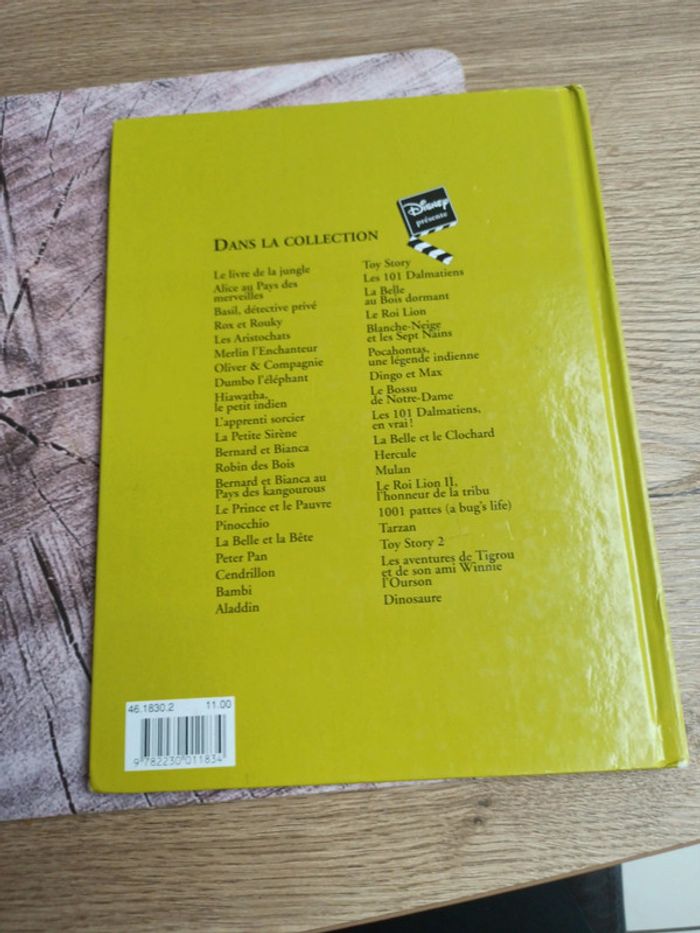 Disney
présente
DANS LA COLLECTION
Le livre de la jungle
Alice au Pays des
merveilles
Basil, détective privé
Rox et Rouky
Les Aristochats
Merlin l'Enchanteur
Oliver & Compagnie
Dumbo l'éléphant
Hiawatha,
le petit indien
L'apprenti sorcier
La Petite Sirène
Bernard et Bianca
Robin des Bois
Bernard et Bianca au
Pays des kangourous
Le Prince et le Pauvre
Pinocchio
La Belle et la Bête
Peter Pan
Cendrillon
Bambi
Aladdin
Toy Story
Les 101 Dalmatiens
La Belle
au Bois dormant
Le Roi Lion
Blanche-Neige
et les Sept Nains
Pocahontas,
une légende indienne
Dingo et Max
Le Bossu
de Notre-Dame
Les 101 Dalmatiens,
en vrai !
La Belle et le Clochard
Hercule
Mulan
Le Roi Lion II,
l'honneur de la tribu
1001 pattes (a bug's life)
Tarzan
Toy Story 2
Les aventures de Tigrou
et de son ami Winnie
l'Ourson
Dinosaure
46.1830.2 11.00
9 782230 011834